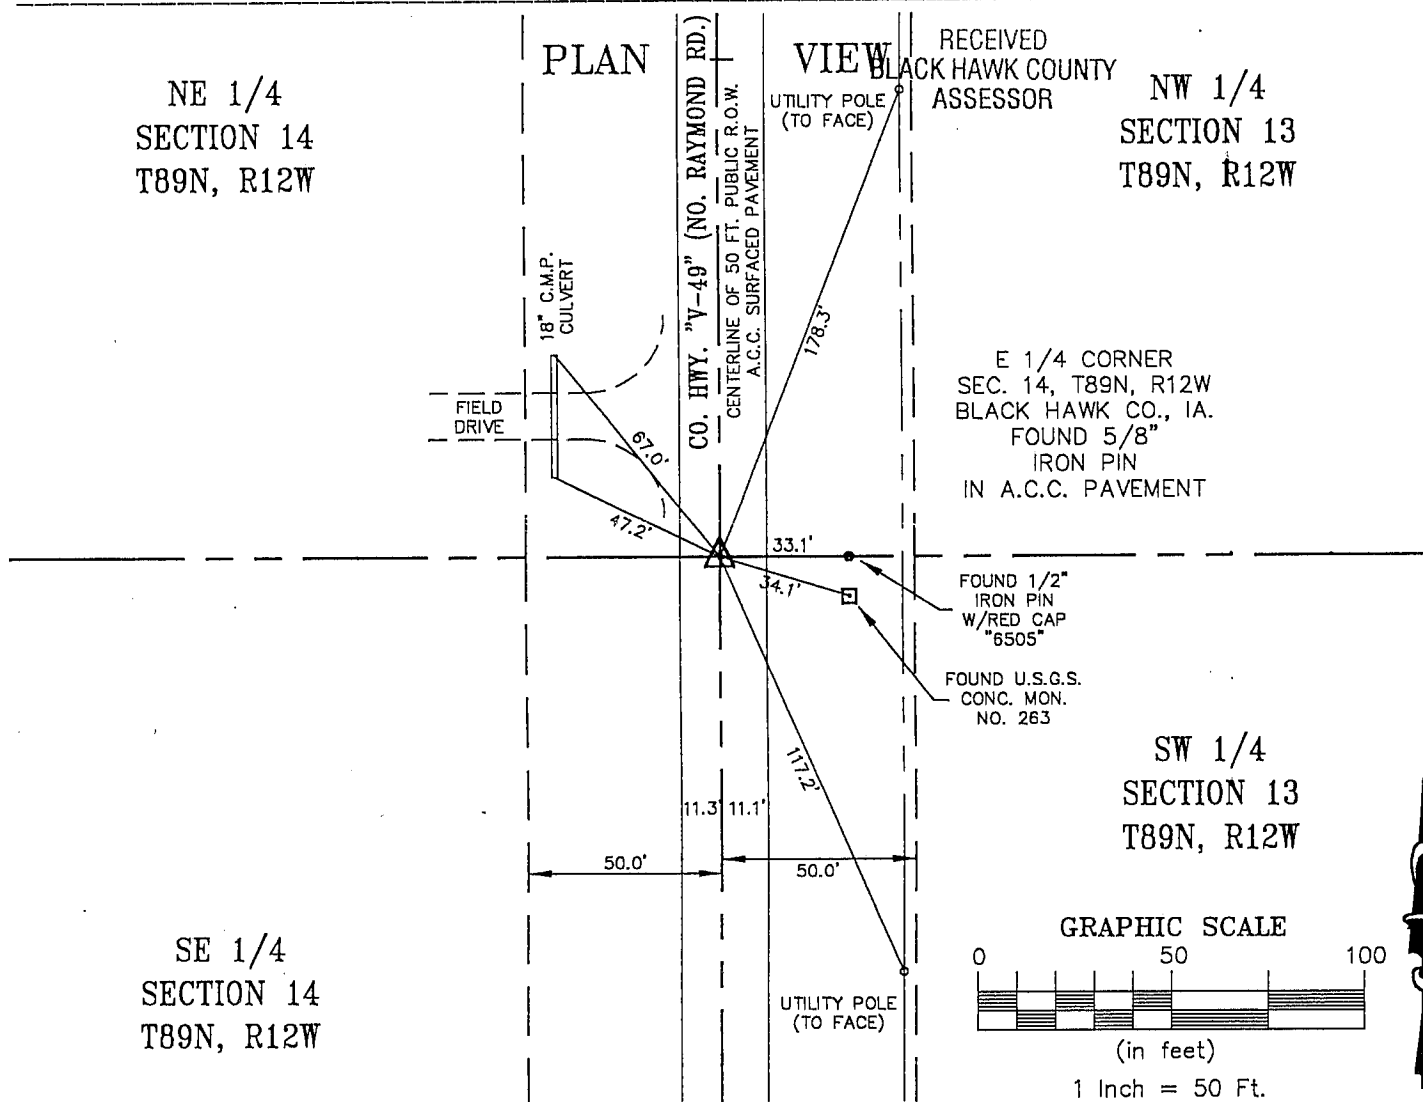 PLAN VIEW
RECEIVED
BLACK HAWK COUNTY
ASSESSOR
NE 1/4
SECTION 14
T89N, R12W
UTILITY POLE
(TO FACE)
NW 1/4
SECTION 13
T89N, R12W
CO. HWY. "V-49" (NO. RAYMOND RD.)
CENTERLINE OF 50 FT. PUBLIC R.O.W.
A.C.C. SURFACED PAVEMENT
18" C.M.P.
CULVERT
178.3'
FIELD
DRIVE
67.0'
47.2'
E 1/4 CORNER
SEC. 14, T89N, R12W
BLACK HAWK CO., IA.
FOUND 5/8"
IRON PIN
IN A.C.C. PAVEMENT
33.1'
34.1'
FOUND 1/2"
IRON PIN
W/RED CAP
"6505"
FOUND U.S.G.S.
CONC. MON.
NO. 263
117.2'
11.3' 11.1'
50.0' 50.0'
SW 1/4
SECTION 13
T89N, R12W
SE 1/4
SECTION 14
T89N, R12W
UTILITY POLE
(TO FACE)
GRAPHIC SCALE
0 50 100
(in feet)
1 Inch = 50 Ft.